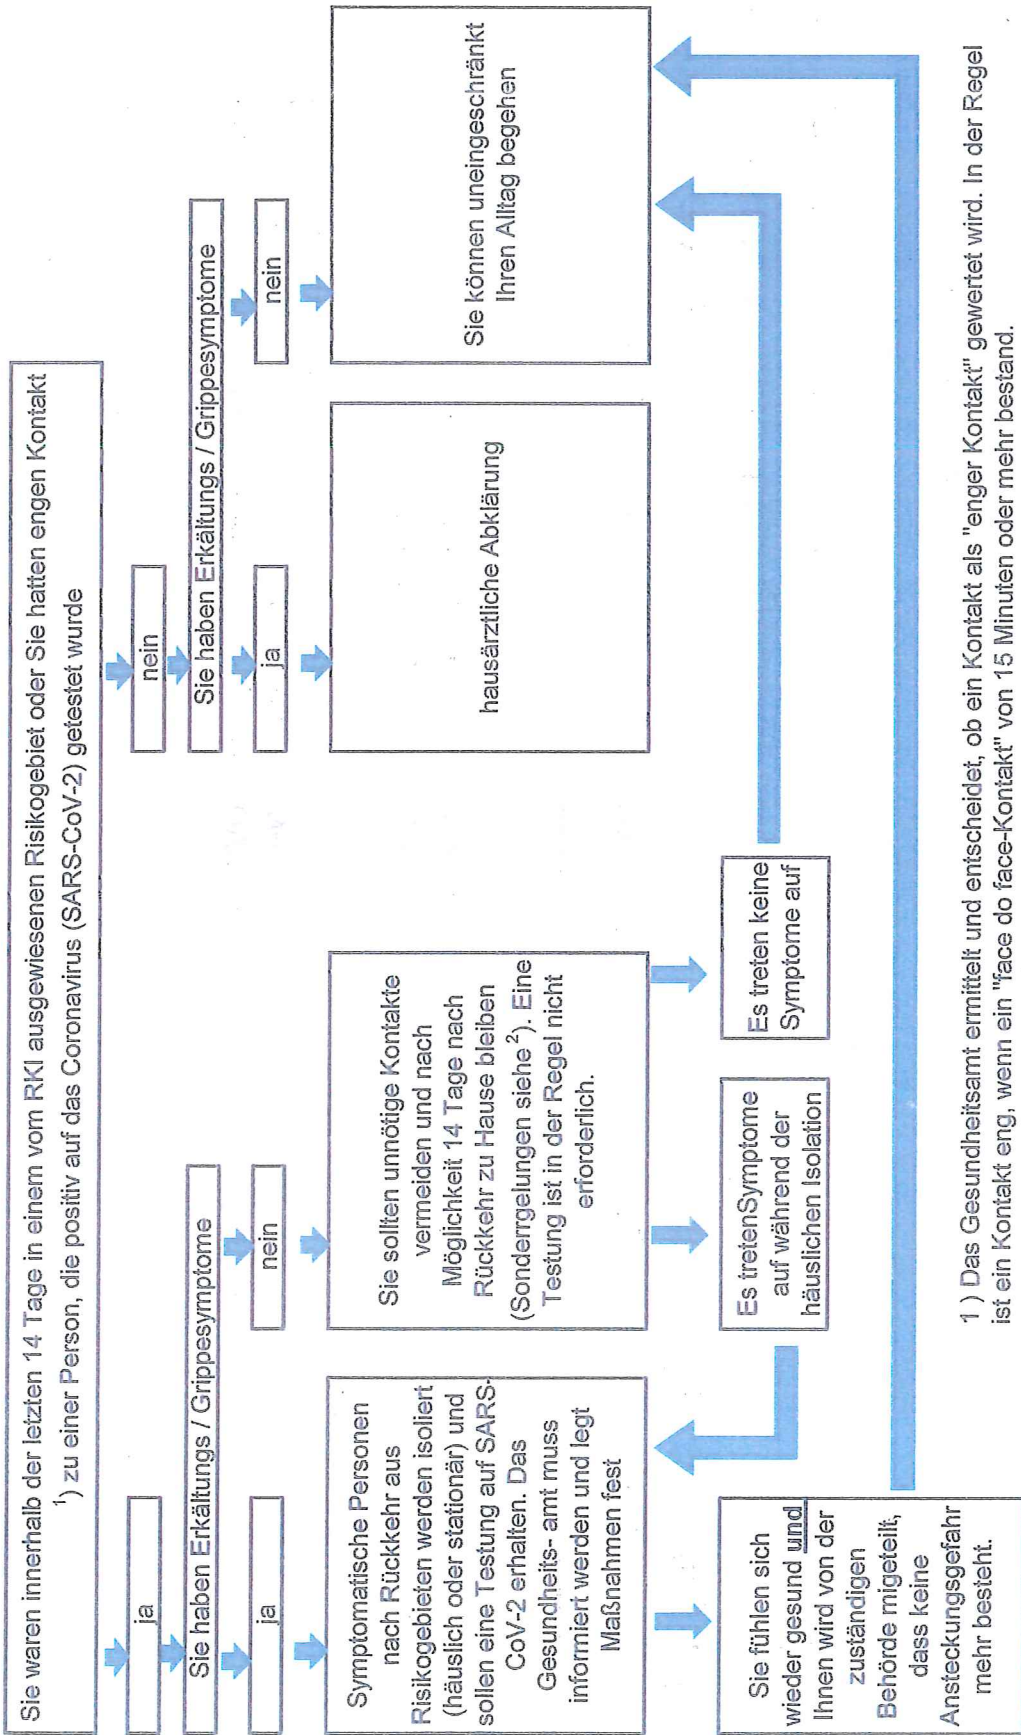 Sie waren innerhalb der letzten 14 Tage in einem vom RKI ausgewiesenen Risikogebiet oder Sie hatten engen Kontakt
¹) zu einer Person, die positiv auf das Coronavirus (SARS-CoV-2) getestet wurde
ja
Sie haben Erkältungs / Grippesymptome
ja
Symptomatische Personen
nach Rückkehr aus
Risikogebieten werden isoliert
(häuslich oder stationär) und
sollen eine Testung auf SARS-
CoV-2 erhalten. Das
Gesundheits- amt muss
informiert werden und legt
Maßnahmen fest
Sie fühlen sich
wieder gesund und
Ihnen wird von der
zuständigen
Behörde migeteilt,
dass keine
Ansteckungsgefahr
mehr besteht.
nein
Sie sollten unnötige Kontakte
vermeiden und nach
Möglichkeit 14 Tage nach
Rückkehr zu Hause bleiben
(Sonderrgelungen siehe ²). Eine
Testung ist in der Regel nicht
erforderlich.
Es tretenSymptome
auf während der
häuslichen Isolation
Es treten keine
Symptome auf
nein
Sie haben Erkältungs / Grippesymptome
ja
hausärztliche Abklärung
nein
Sie können uneingeschränkt
Ihren Alltag begehen
1 ) Das Gesundheitsamt ermittelt und entscheidet, ob ein Kontakt als "enger Kontakt" gewertet wird. In der Regel
ist ein Kontakt eng, wenn ein "face do face-Kontakt" von 15 Minuten oder mehr bestand.